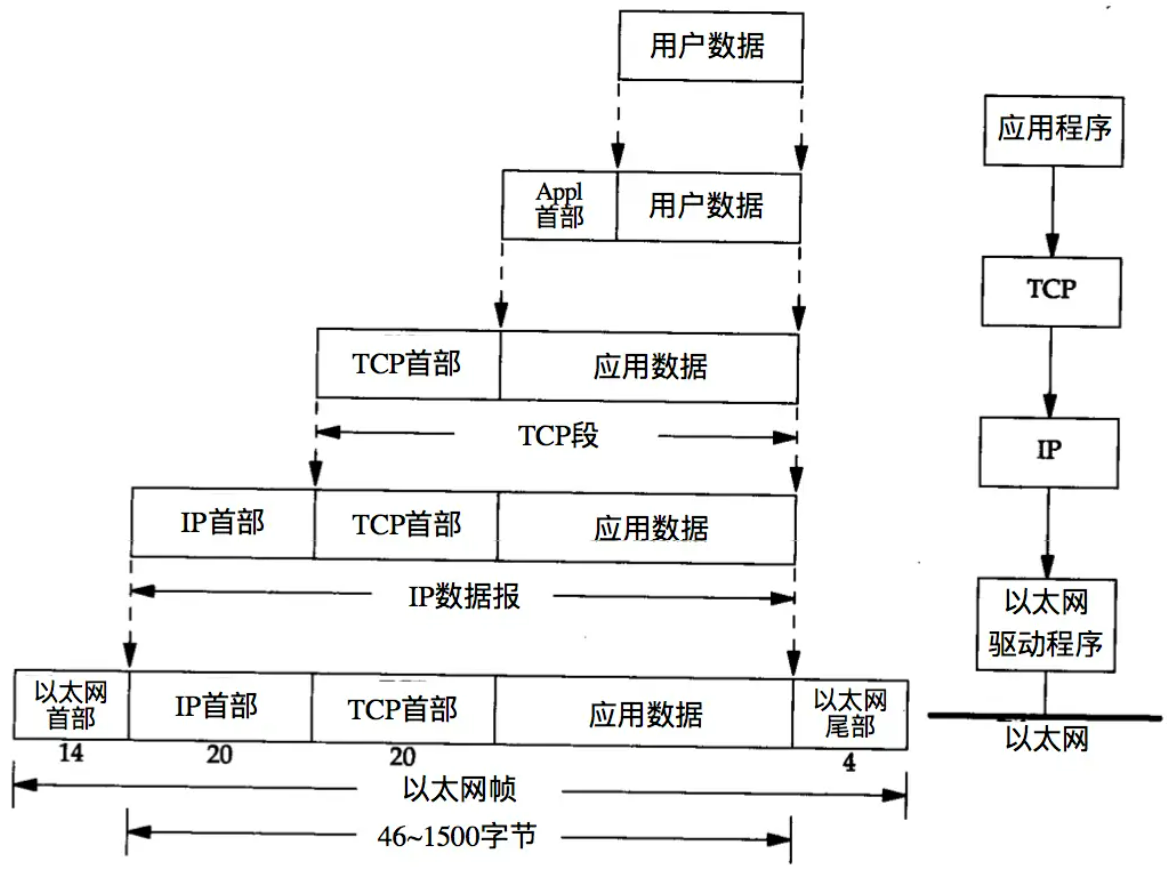 用户数据
应用程序
Appl
首部
用户数据
TCP
TCP首部
应用数据
TCP段
IP
IP首部
TCP首部
应用数据
IP数据报
以太网
驱动程序
以太网
首部
IP首部
TCP首部
应用数据
以太网
尾部
以太网
14
20
20
4
以太网帧
46~1500字节